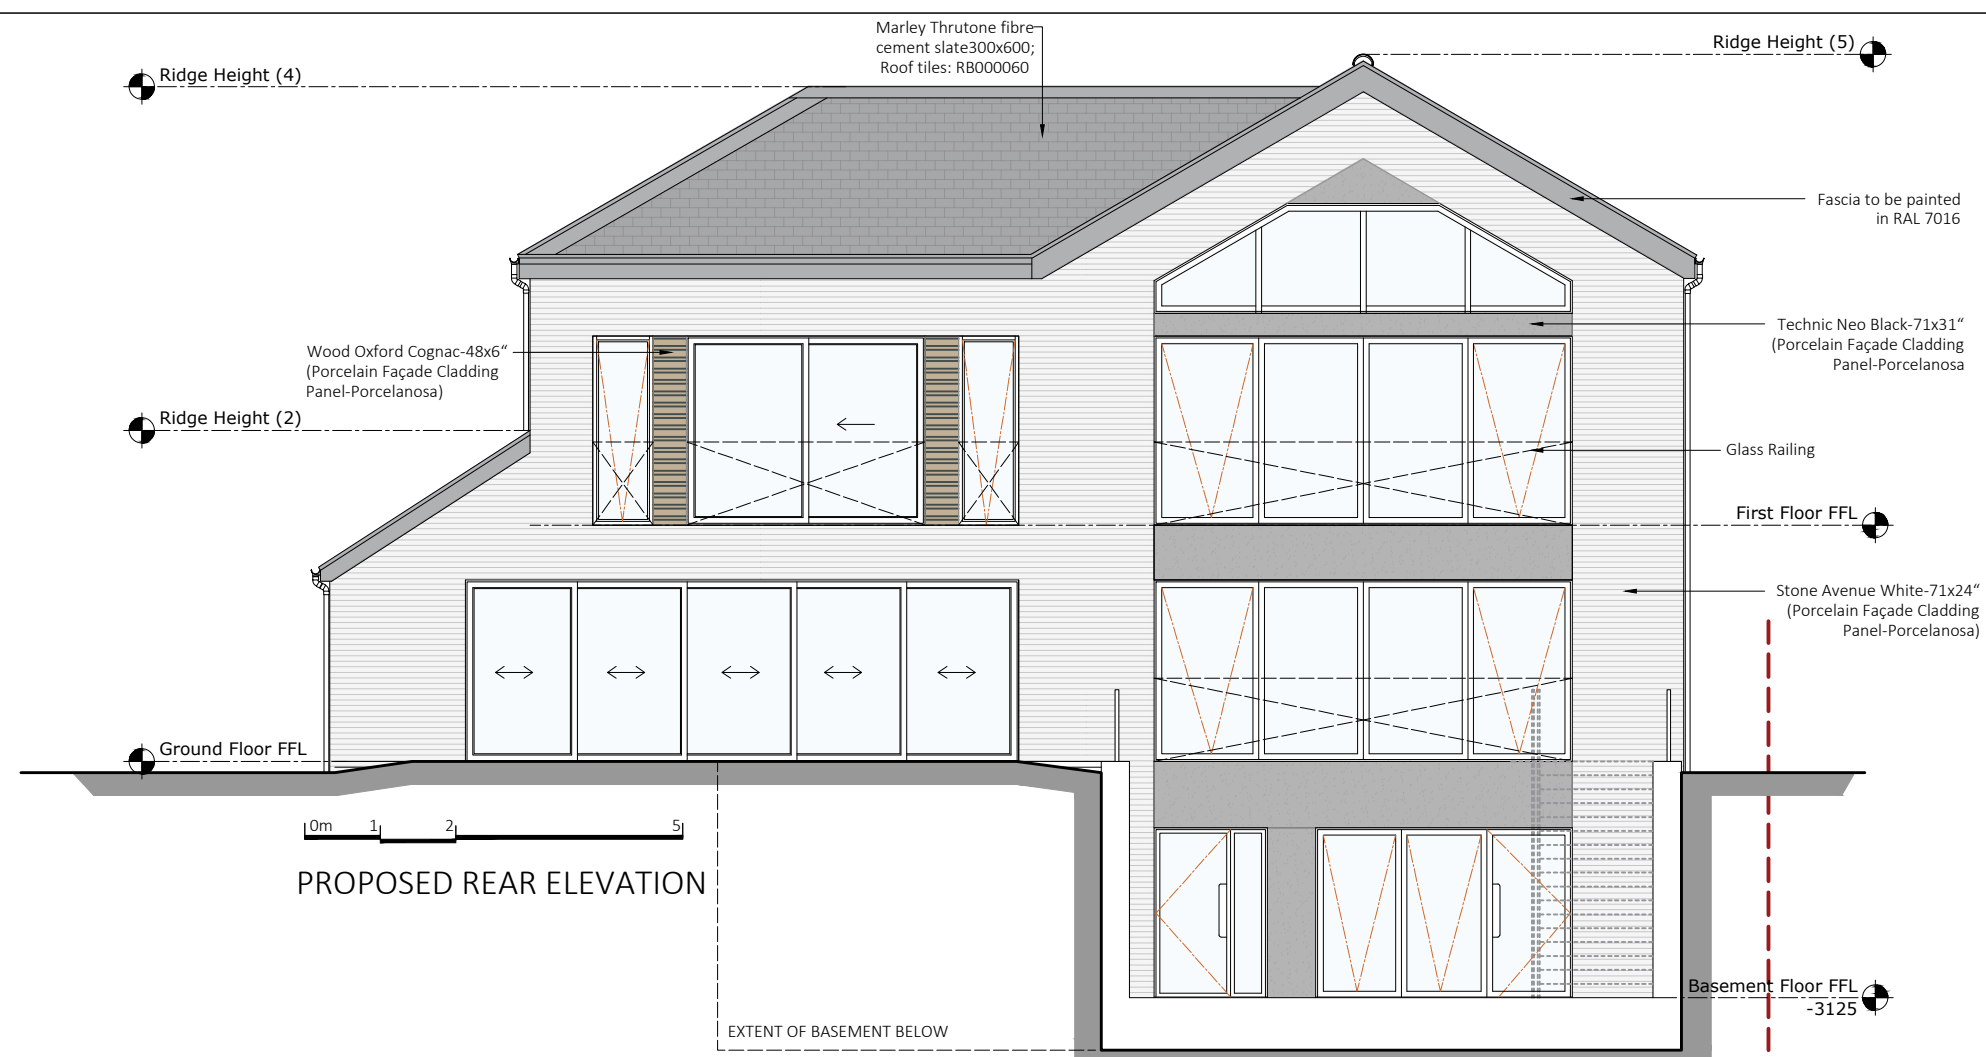 Marley Thrutone fibre
cement slate300x600;
Roof tiles: RB000060
Ridge Height (5)
Ridge Height (4)
Fascia to be painted
in RAL 7016
Technic Neo Black-71x31“
(Porcelain Façade Cladding
Panel-Porcelanosa
Wood Oxford Cognac-48x6“
(Porcelain Façade Cladding
Panel-Porcelanosa)
Ridge Height (2)
Glass Railing
First Floor FFL
Stone Avenue White-71x24“
(Porcelain Façade Cladding
Panel-Porcelanosa)
Ground Floor FFL
0m 1 2 5
PROPOSED REAR ELEVATION
Basement Floor FFL
-3125
EXTENT OF BASEMENT BELOW